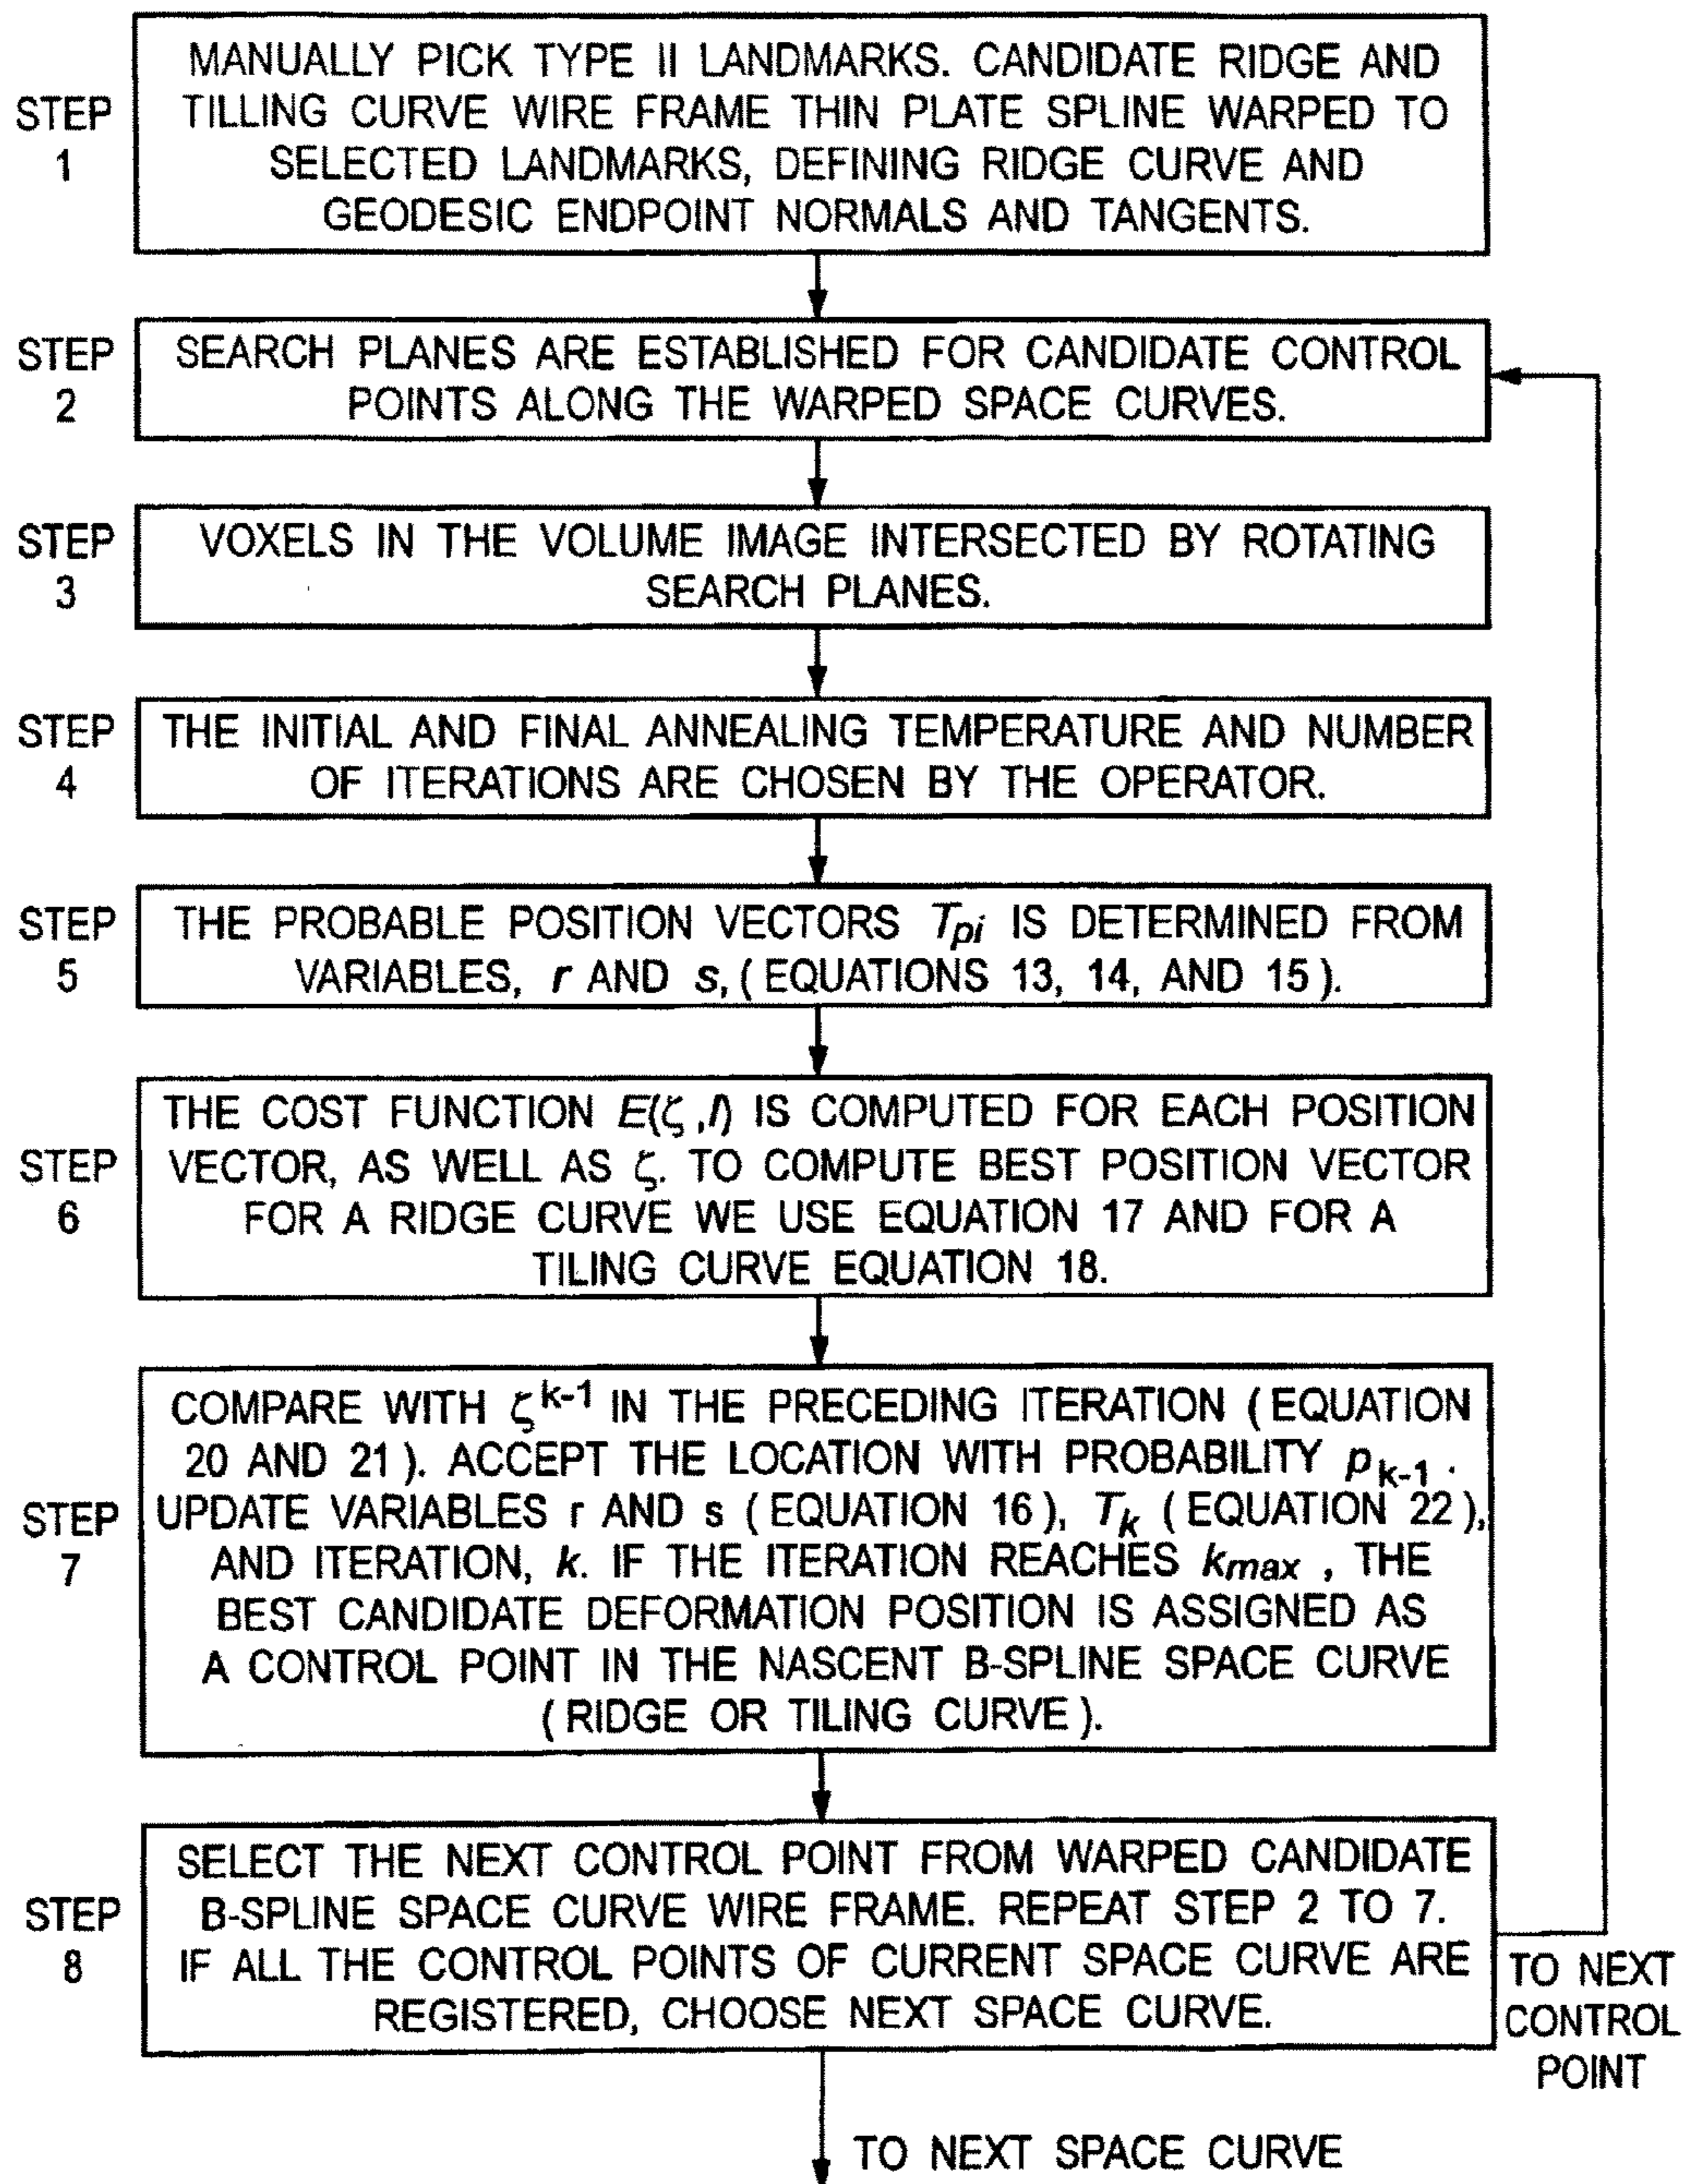 STEP
1
MANUALLY PICK TYPE II LANDMARKS. CANDIDATE RIDGE AND
TILLING CURVE WIRE FRAME THIN PLATE SPLINE WARPED TO
SELECTED LANDMARKS, DEFINING RIDGE CURVE AND
GEODESIC ENDPOINT NORMALS AND TANGENTS.
STEP
2
SEARCH PLANES ARE ESTABLISHED FOR CANDIDATE CONTROL
POINTS ALONG THE WARPED SPACE CURVES.
STEP
3
VOXELS IN THE VOLUME IMAGE INTERSECTED BY ROTATING
SEARCH PLANES.
STEP
4
THE INITIAL AND FINAL ANNEALING TEMPERATURE AND NUMBER
OF ITERATIONS ARE CHOSEN BY THE OPERATOR.
STEP
5
THE PROBABLE POSITION VECTORS T_pi IS DETERMINED FROM
VARIABLES, r AND s, ( EQUATIONS 13, 14, AND 15 ).
STEP
6
THE COST FUNCTION E(ζ,I) IS COMPUTED FOR EACH POSITION
VECTOR, AS WELL AS ζ. TO COMPUTE BEST POSITION VECTOR
FOR A RIDGE CURVE WE USE EQUATION 17 AND FOR A
TILING CURVE EQUATION 18.
STEP
7
COMPARE WITH ζ^k-1 IN THE PRECEDING ITERATION ( EQUATION
20 AND 21 ). ACCEPT THE LOCATION WITH PROBABILITY p_k-1 .
UPDATE VARIABLES r AND s ( EQUATION 16 ), T_k ( EQUATION 22 ),
AND ITERATION, k. IF THE ITERATION REACHES k_max , THE
BEST CANDIDATE DEFORMATION POSITION IS ASSIGNED AS
A CONTROL POINT IN THE NASCENT B-SPLINE SPACE CURVE
( RIDGE OR TILING CURVE ).
STEP
8
SELECT THE NEXT CONTROL POINT FROM WARPED CANDIDATE
B-SPLINE SPACE CURVE WIRE FRAME. REPEAT STEP 2 TO 7.
IF ALL THE CONTROL POINTS OF CURRENT SPACE CURVE ARE
REGISTERED, CHOOSE NEXT SPACE CURVE.
TO NEXT
CONTROL
POINT
TO NEXT SPACE CURVE